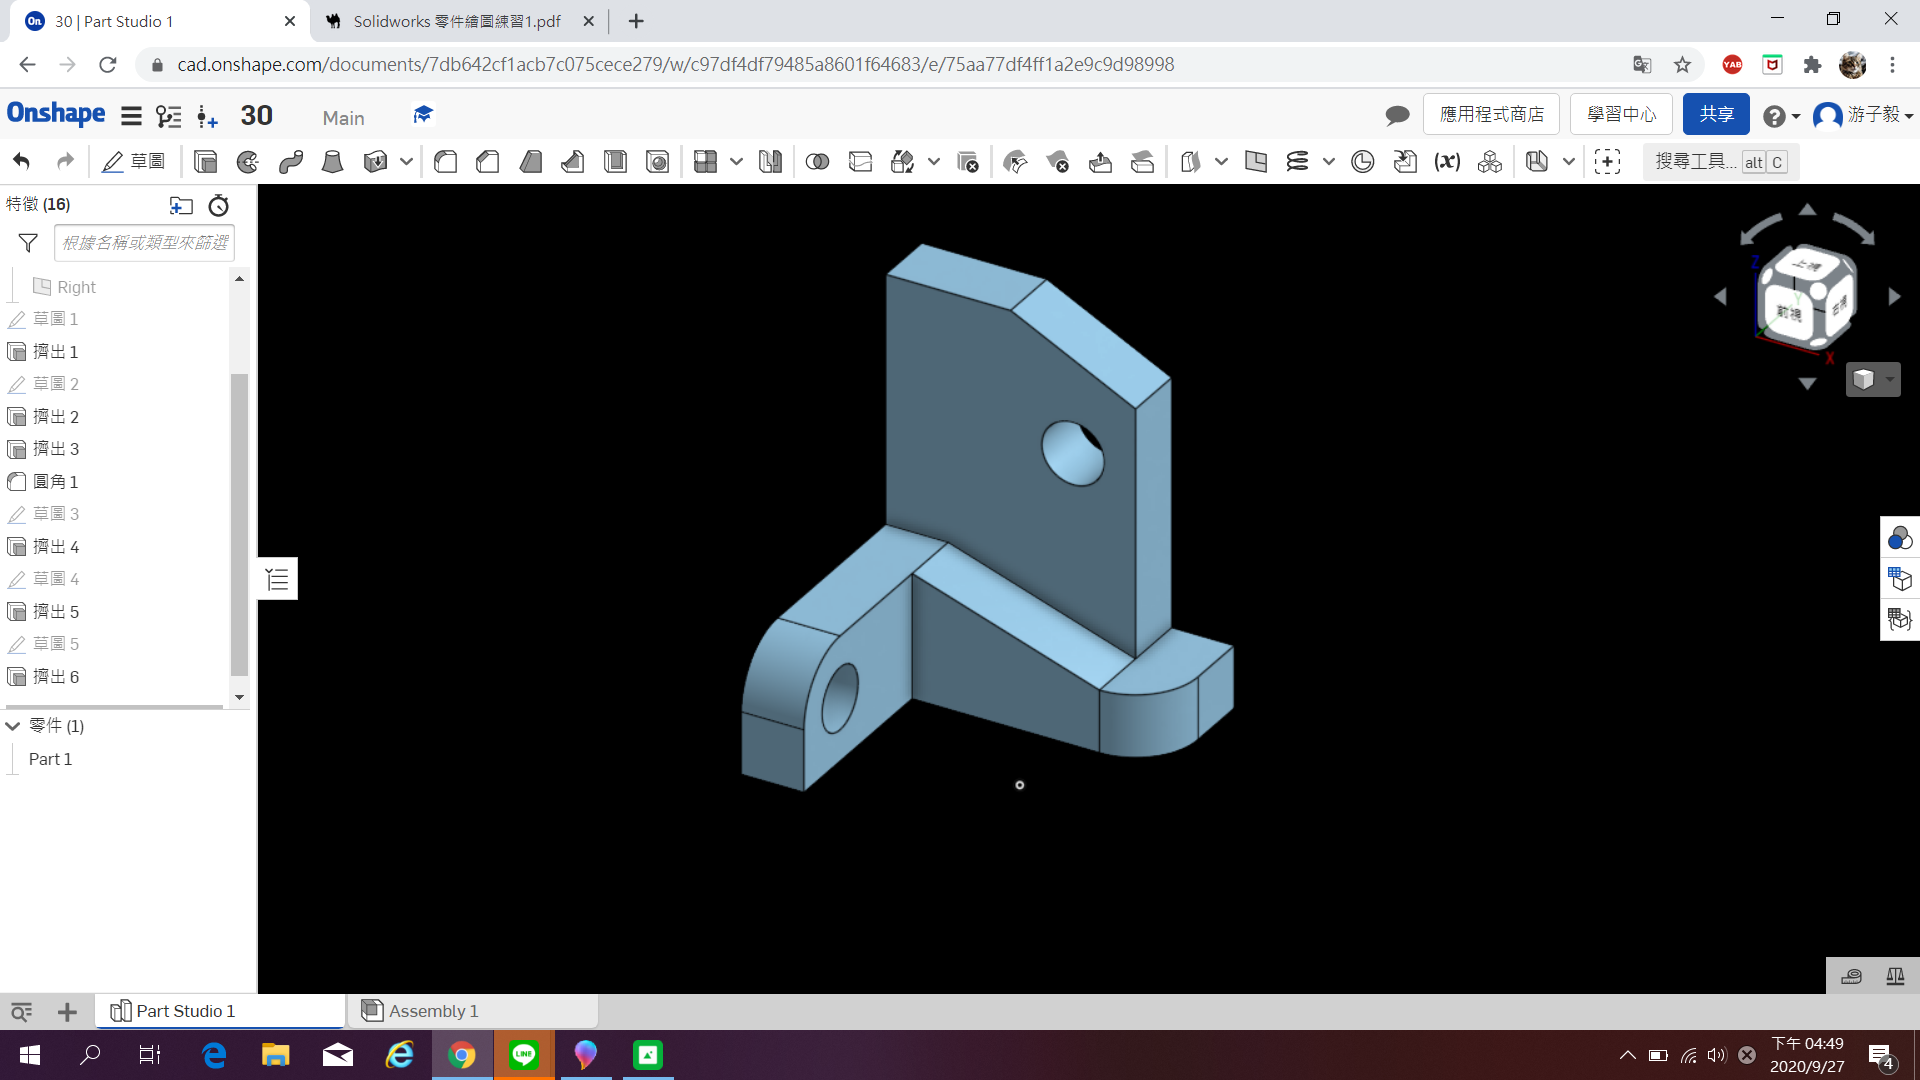 30 | Part Studio 1
Solidworks 零件繪圖練習1.pdf
cad.onshape.com/documents/7db642cf1acb7c075cece279/w/c97df4df79485a8601f64683/e/75aa77df4ff1a2e9c9d98998
YAB
Onshape
30
Main
應用程式商店
學習中心
共享
游子毅
草圖
搜尋工具... alt C
特徵 (16)
根據名稱或類型來篩選
Right
草圖 1
擠出 1
草圖 2
擠出 2
擠出 3
圓角 1
草圖 3
擠出 4
草圖 4
擠出 5
草圖 5
擠出 6
零件 (1)
Part 1
Z
上視
Y
前視
右視
X
Part Studio 1
Assembly 1
LINE
下午 04:49
2020/9/27
4